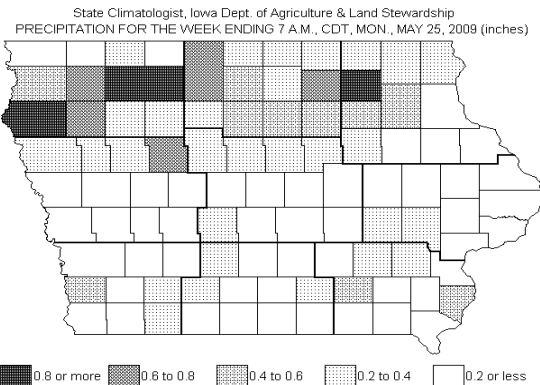 State Climatologist, Iowa Dept. of Agriculture & Land Stewardship
PRECIPITATION FOR THE WEEK ENDING 7 A.M., CDT, MON., MAY 25, 2009 (inches)
0.8 or more 0.6 to 0.8 0.4 to 0.6 0.2 to 0.4 0.2 or less